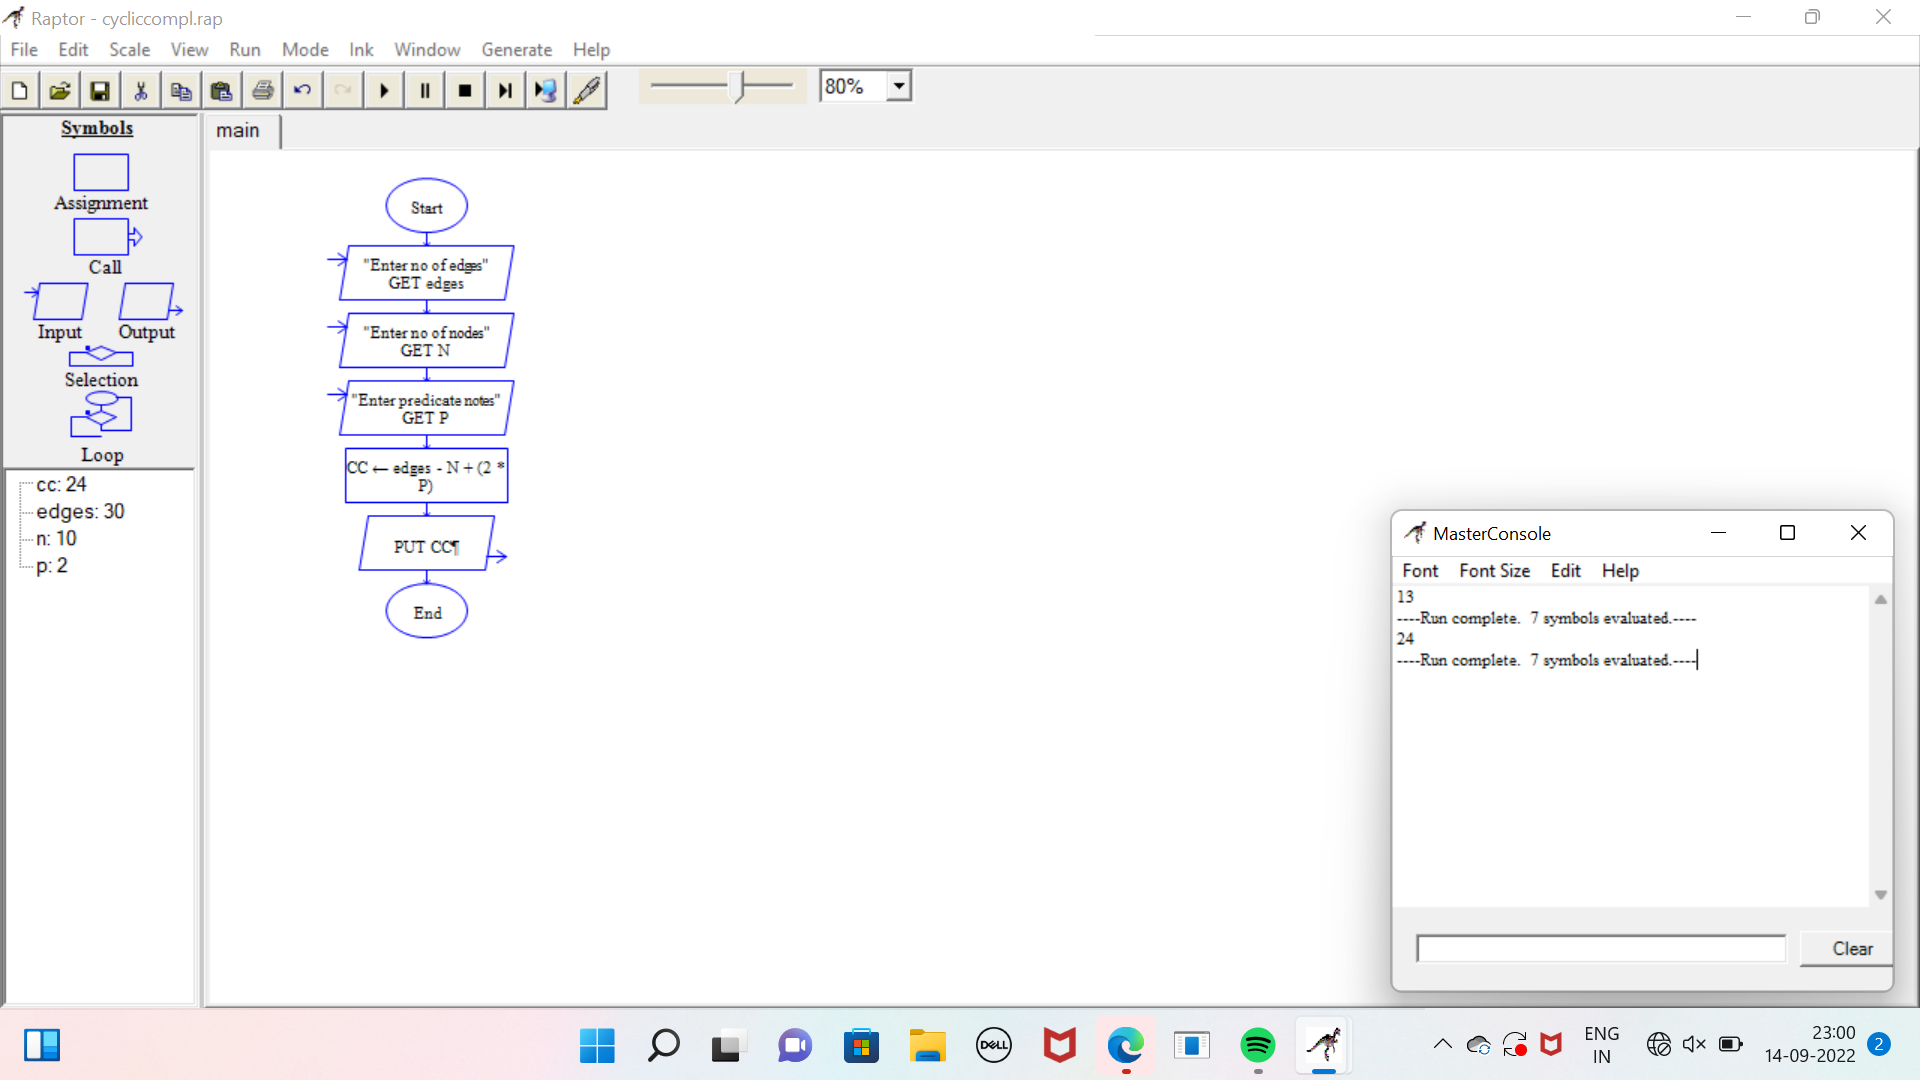 Raptor - cycliccompl.rap
File Edit Scale View Run Mode Ink Window Generate Help
80%
Symbols
Assignment
Call
Input Output
Selection
Loop
cc: 24
edges: 30
n: 10
p: 2
main
Start
"Enter no of edges"
GET edges
"Enter no of nodes"
GET N
"Enter predicate notes"
GET P
CC ← edges - N + (2 *
P)
PUT CC¶
End
MasterConsole
Font Font Size Edit Help
13
----Run complete.  7 symbols evaluated.----
24
----Run complete.  7 symbols evaluated.----
Clear
DELL
ENG
IN
23:00
14-09-2022
2